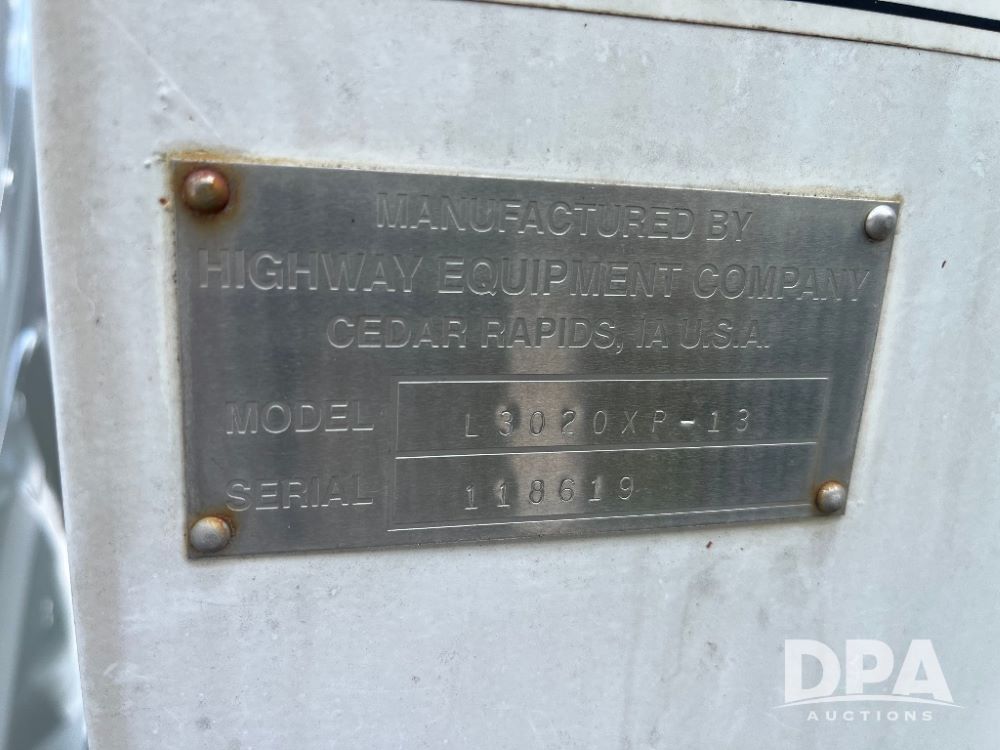 MANUFACTURED BY
HIGHWAY EQUIPMENT COMPANY
CEDAR RAPIDS, IA U.S.A.
MODEL L3020XP-13
SERIAL 118619
DPA
AUCTIONS